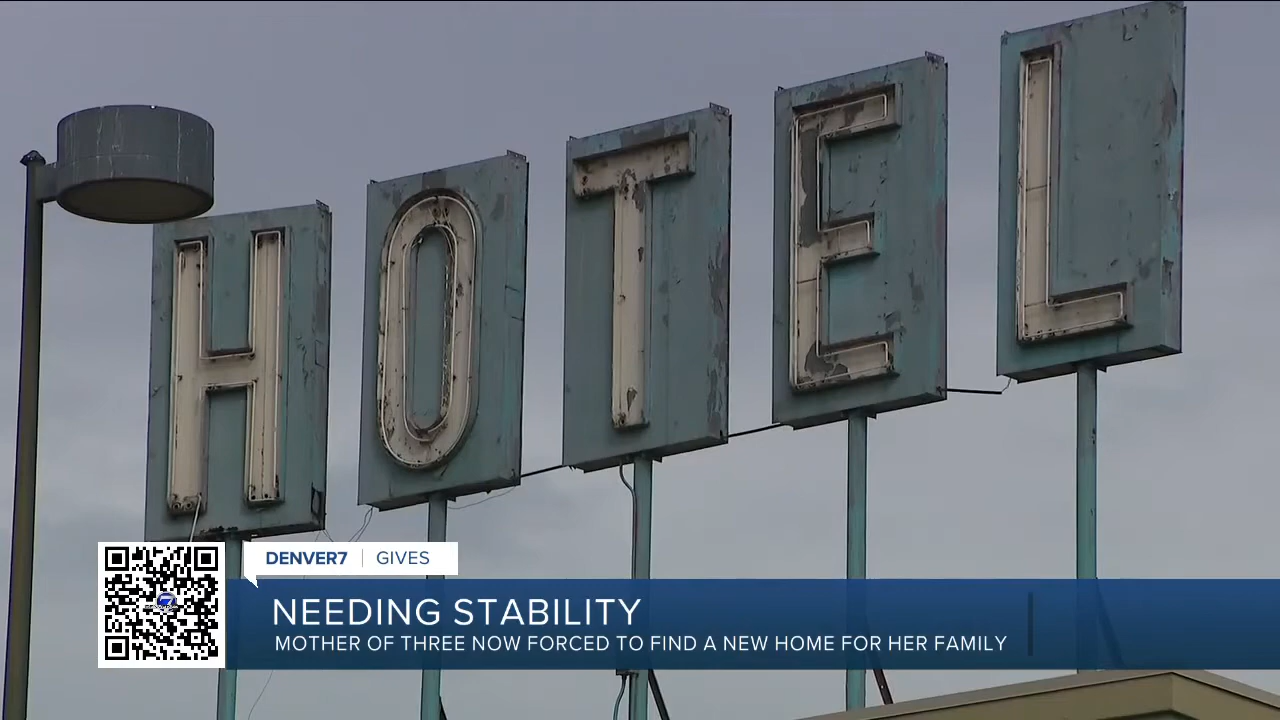 HOTEL
DENVER7 | GIVES
NEEDING STABILITY
MOTHER OF THREE NOW FORCED TO FIND A NEW HOME FOR HER FAMILY